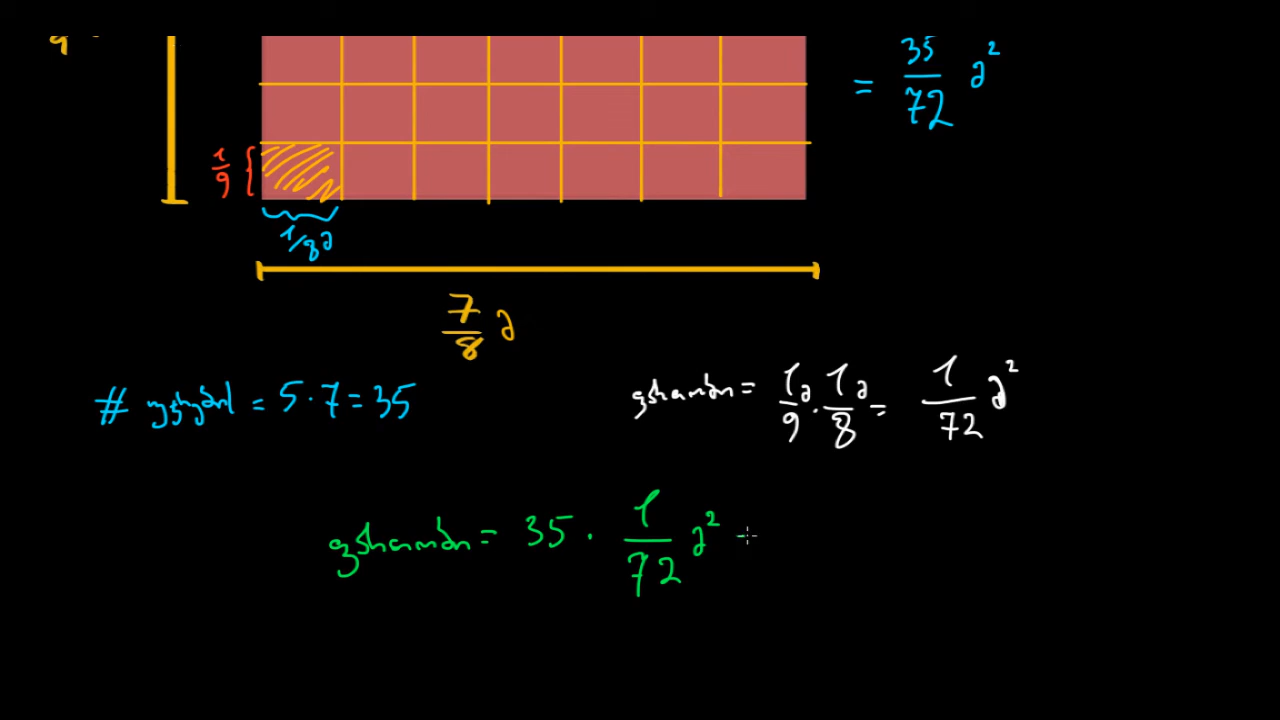 9
= 35/72 მ²
1/9
1/8 მ
7/8 მ
# = 5 · 7 = 35
ფართობი = 1/9 მ · 1/8 მ = 1/72 მ²
ფართობი = 35 · 1/72 მ²